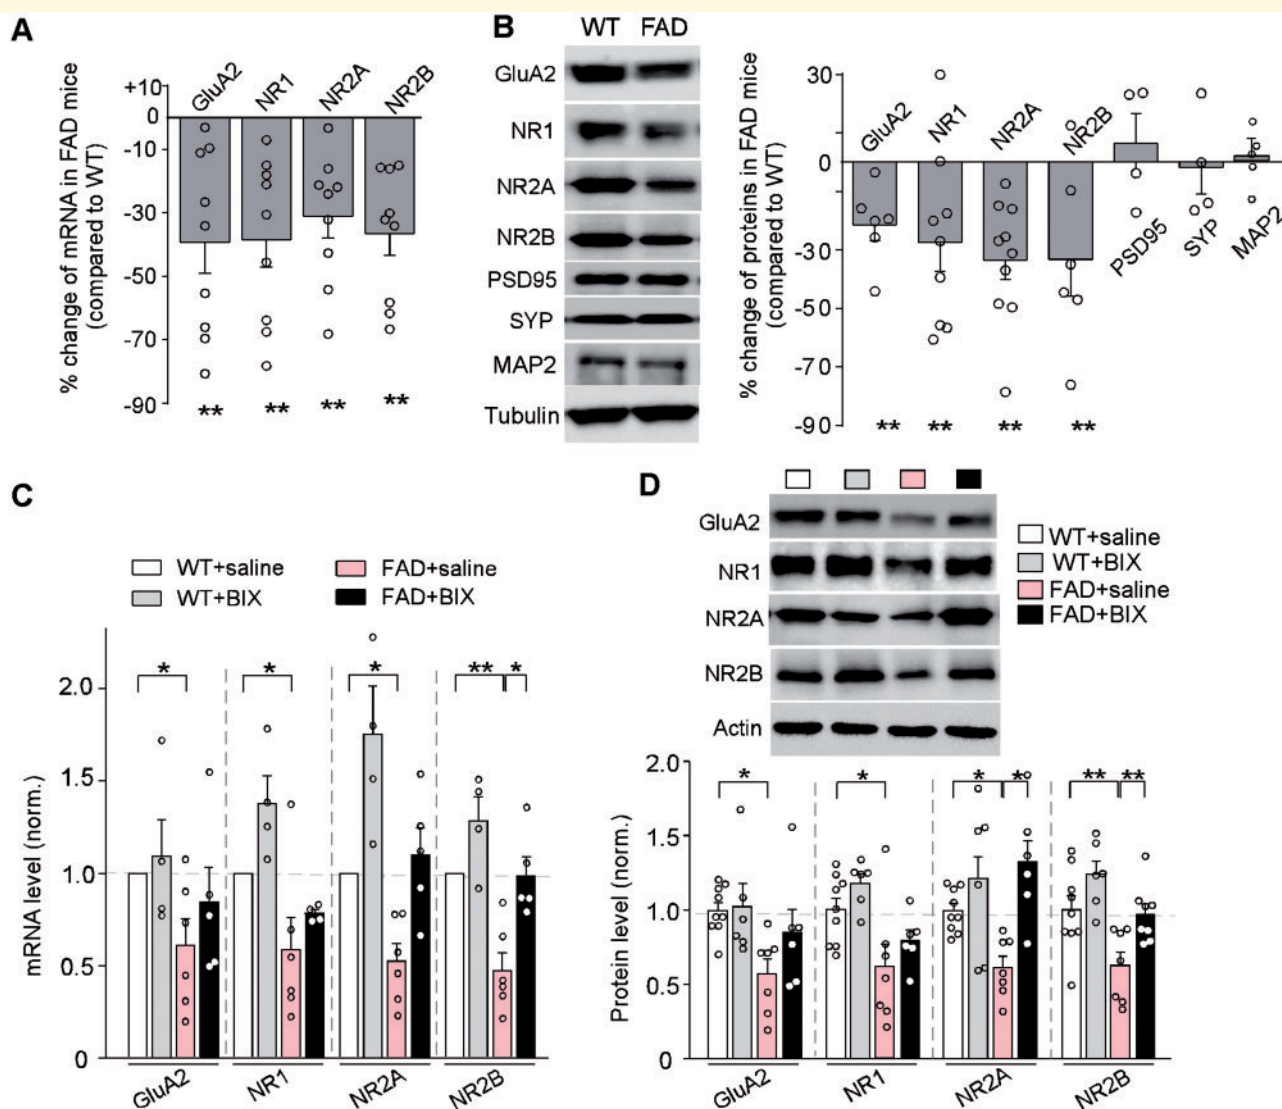 A
% change of mRNA in FAD mice
(compared to WT)
+10
0
-10
-30
-50
-70
-90
GluA2
NR1
NR2A
NR2B
** ** ** **
B
WT FAD
GluA2
NR1
NR2A
NR2B
PSD95
SYP
MAP2
Tubulin
% change of proteins in FAD mice
(compared to WT)
30
0
-30
-50
-70
-90
GluA2
NR1
NR2A
NR2B
PSD95
SYP
MAP2
** ** ** **
C
WT+saline
WT+BIX
FAD+saline
FAD+BIX
mRNA level (norm.)
2.0
1.5
1.0
0.5
0
* * * ** *
GluA2
NR1
NR2A
NR2B
D
GluA2
NR1
NR2A
NR2B
Actin
WT+saline
WT+BIX
FAD+saline
FAD+BIX
Protein level (norm.)
2.0
1.5
1.0
0.5
0
* * * * ** **
GluA2
NR1
NR2A
NR2B